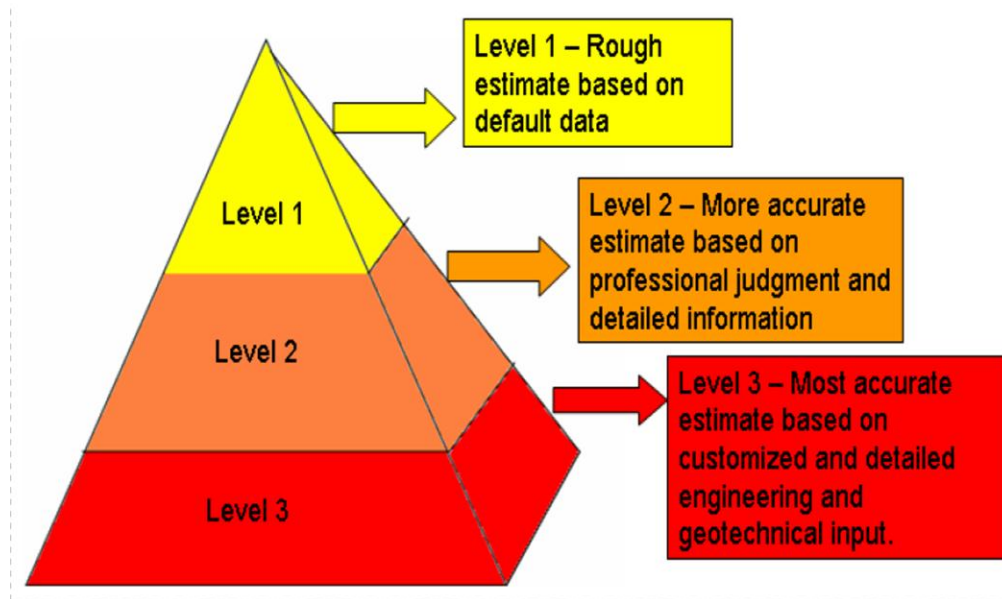 Level 1 – Rough
estimate based on
default data
Level 1
Level 2 – More accurate
estimate based on
professional judgment and
detailed information
Level 2
Level 3 – Most accurate
estimate based on
customized and detailed
engineering and
geotechnical input.
Level 3